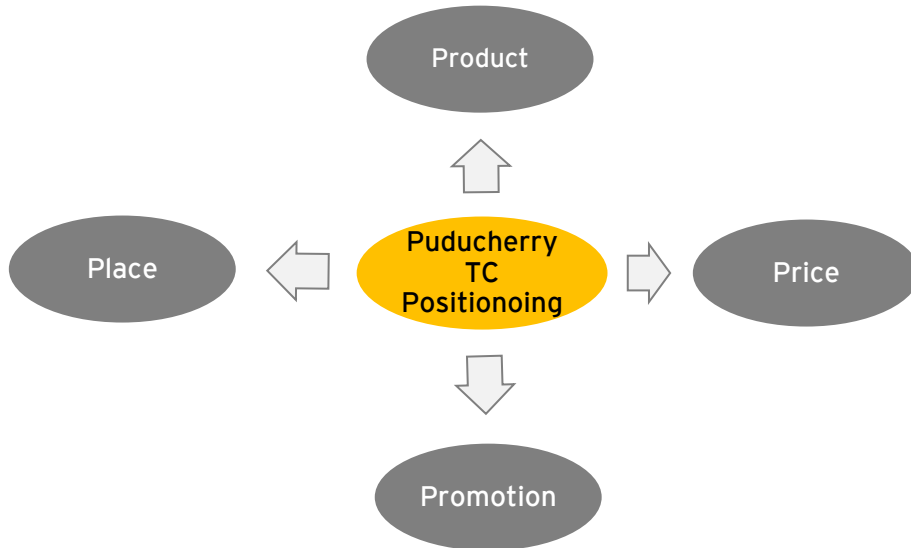 Product
Place
Puducherry
TC
Positionoing
Price
Promotion